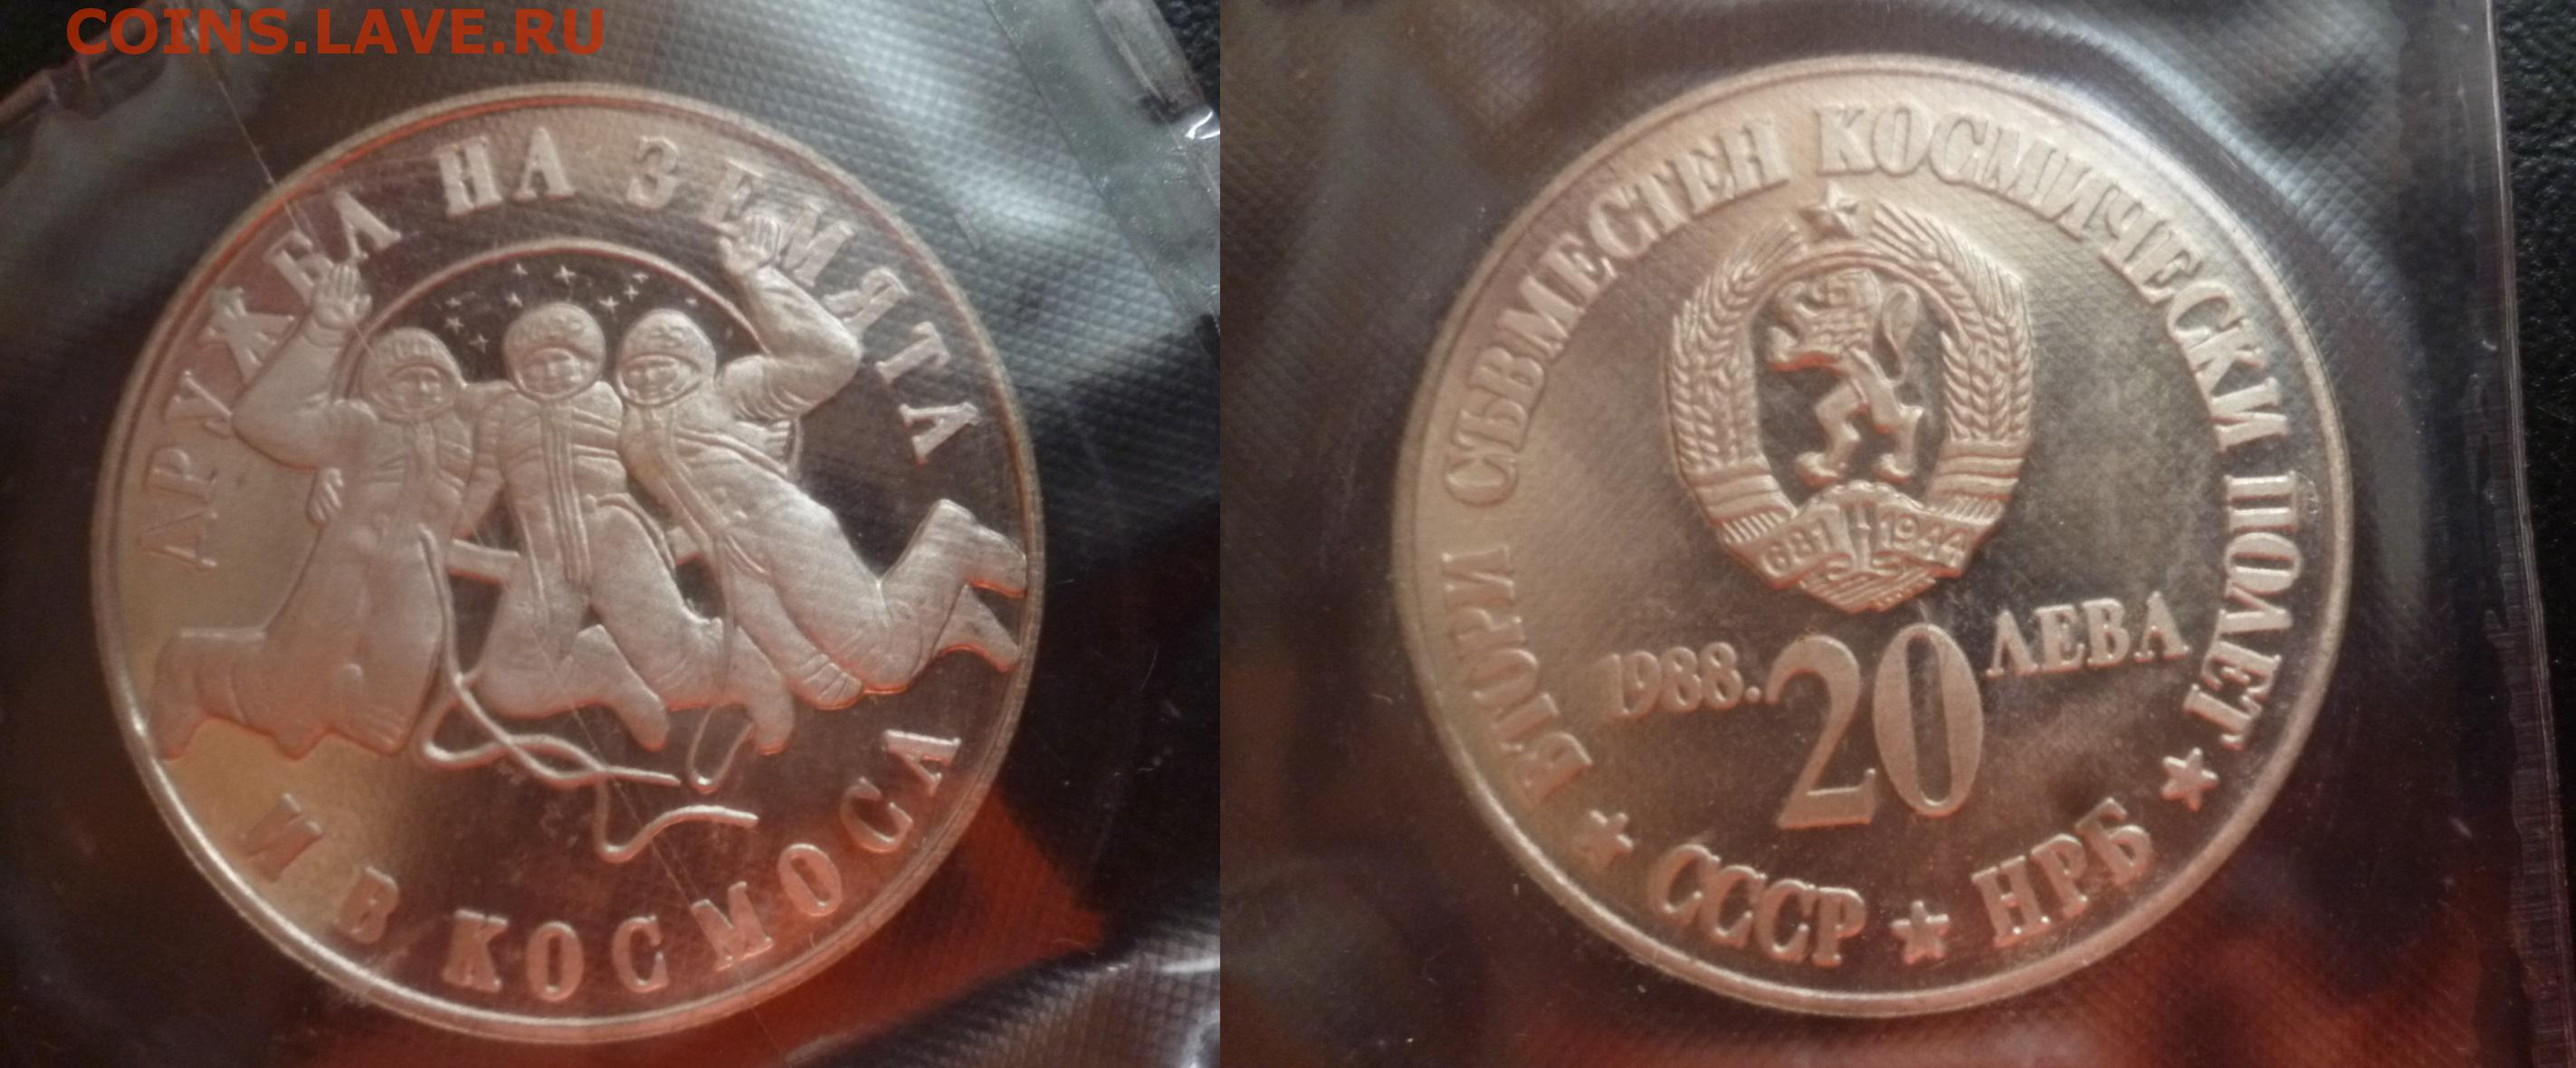 COINS.LAVE.RU
ДРУЖБА НА ЗЕМЯТА
И В КОСМОСА
ВТОРИ СЪВМЕСТЕН КОСМИЧЕСКИ ПОЛЕТ
681 1944
1988. 20 ЛЕВА
★ СССР ★ НРБ ★